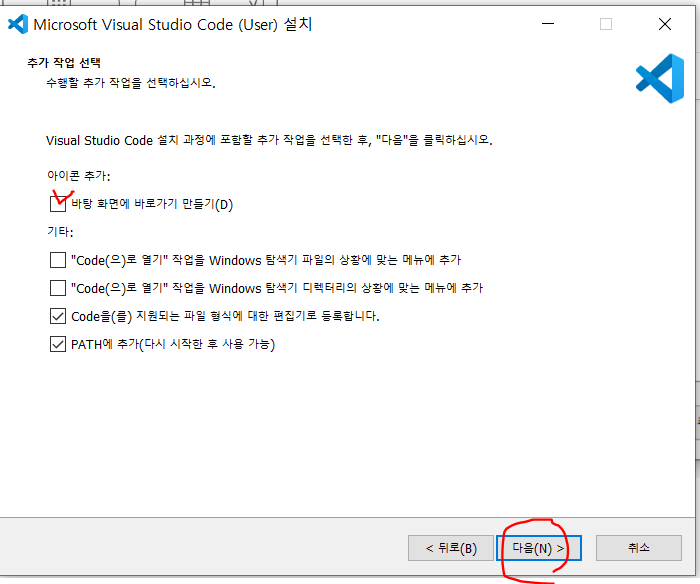 Microsoft Visual Studio Code (User) 설치
추가 작업 선택
수행할 추가 작업을 선택하십시오.
Visual Studio Code 설치 과정에 포함할 추가 작업을 선택한 후, "다음"을 클릭하십시오.
아이콘 추가:
바탕 화면에 바로가기 만들기(D)
기타:
"Code(으)로 열기" 작업을 Windows 탐색기 파일의 상황에 맞는 메뉴에 추가
"Code(으)로 열기" 작업을 Windows 탐색기 디렉터리의 상황에 맞는 메뉴에 추가
Code을(를) 지원되는 파일 형식에 대한 편집기로 등록합니다.
PATH에 추가(다시 시작한 후 사용 가능)
< 뒤로(B) 다음(N) > 취소